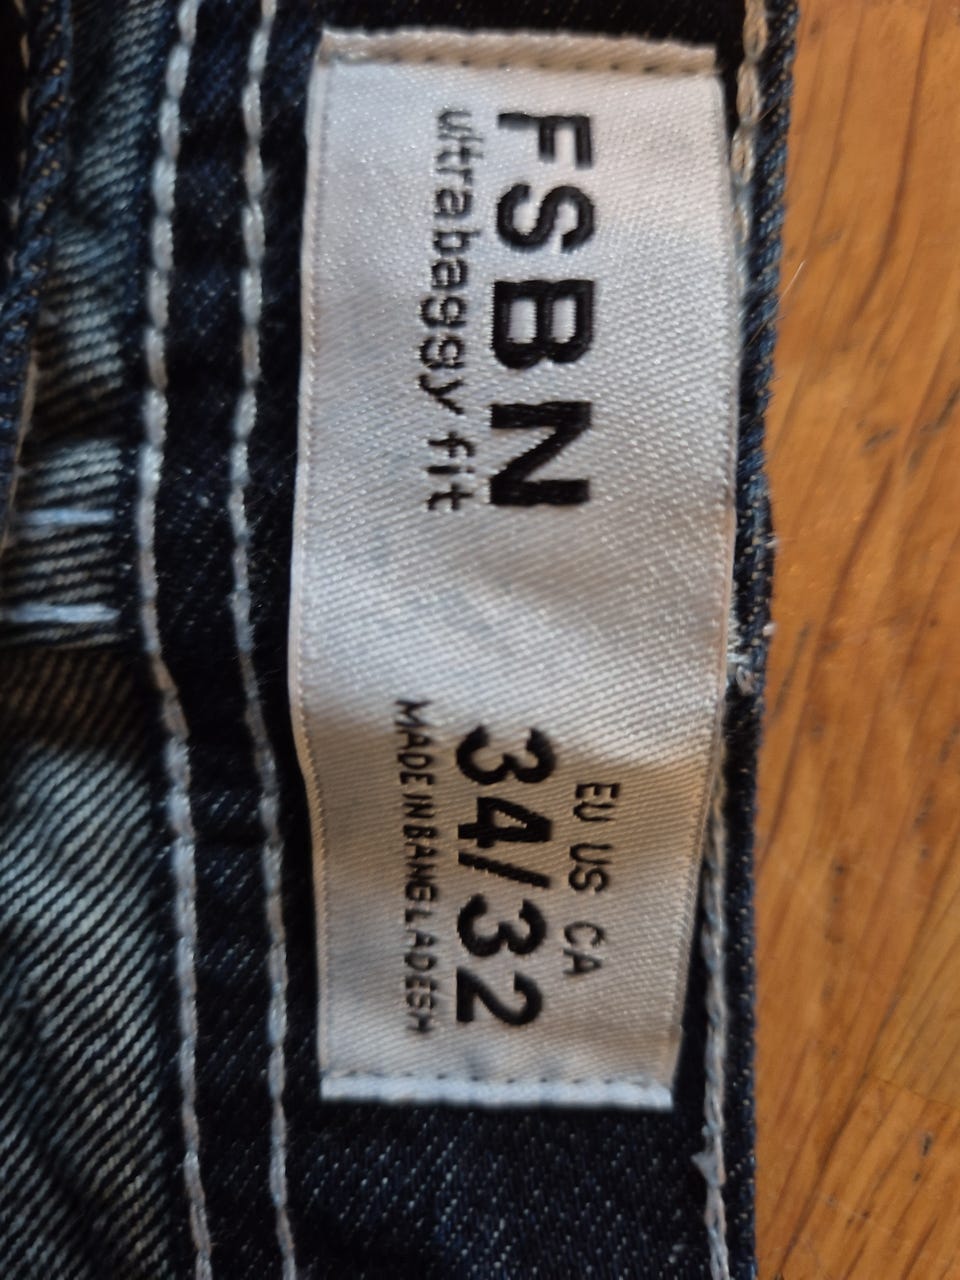 FSBN
ultrabaggy fit
EU US CA
34/32
MADE IN BANGLADESH